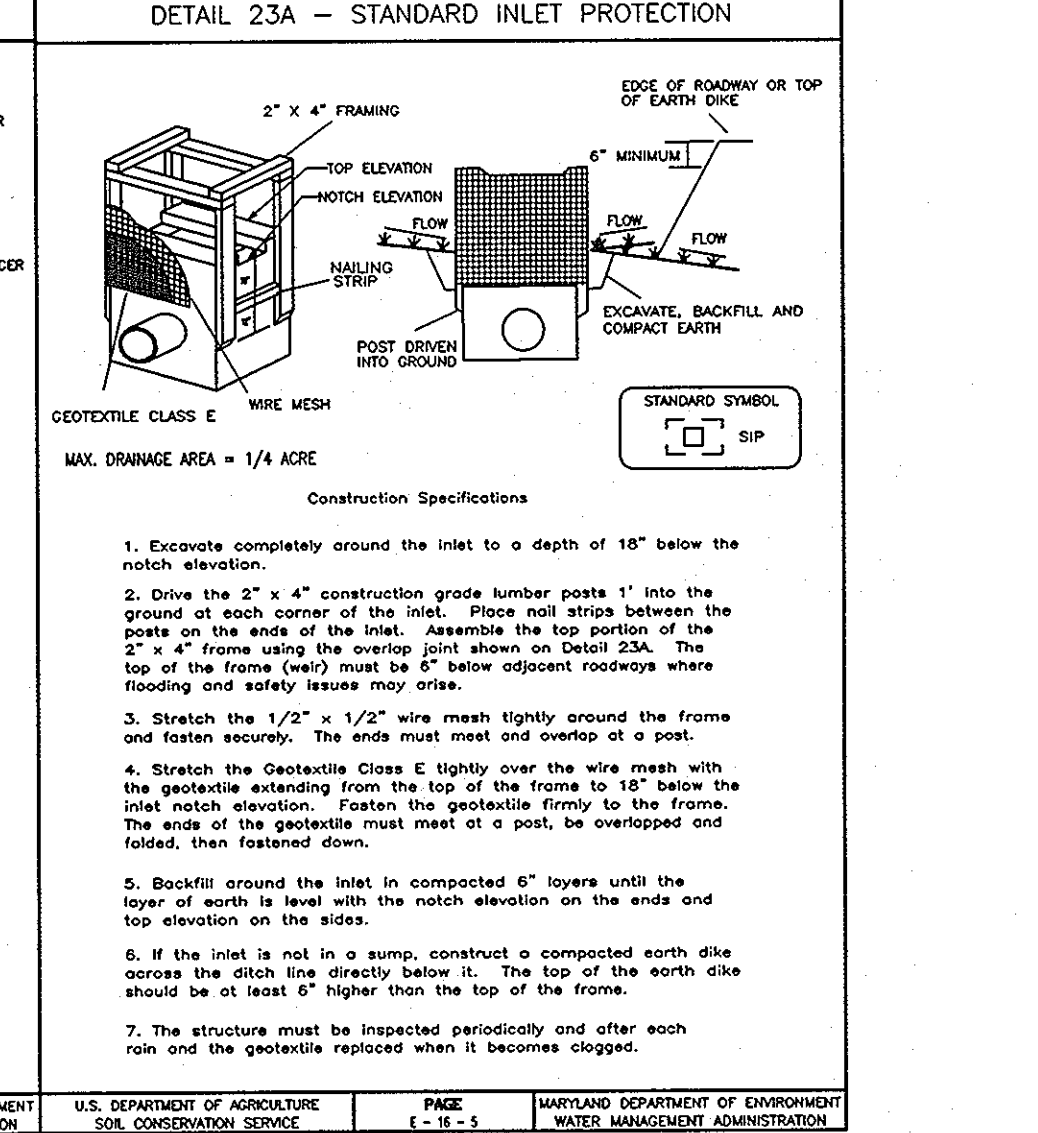 DETAIL 23A – STANDARD INLET PROTECTION
R
CER
2" X 4" FRAMING
TOP ELEVATION
NOTCH ELEVATION
FLOW
NAILING
STRIP
POST DRIVEN
INTO GROUND
WIRE MESH
GEOTEXTILE CLASS E
MAX. DRAINAGE AREA = 1/4 ACRE
EDGE OF ROADWAY OR TOP
OF EARTH DIKE
6" MINIMUM
FLOW
FLOW
EXCAVATE, BACKFILL AND
COMPACT EARTH
STANDARD SYMBOL
SIP
Construction Specifications
1. Excavate completely around the inlet to a depth of 18" below the
notch elevation.
2. Drive the 2" x 4" construction grade lumber posts 1' into the
ground at each corner of the inlet. Place nail strips between the
posts on the ends of the inlet. Assemble the top portion of the
2" x 4" frame using the overlap joint shown on Detail 23A. The
top of the frame (weir) must be 6" below adjacent roadways where
flooding and safety issues may arise.
3. Stretch the 1/2" x 1/2" wire mesh tightly around the frame
and fasten securely. The ends must meet and overlap at a post.
4. Stretch the Geotextile Class E tightly over the wire mesh with
the geotextile extending from the top of the frame to 18" below the
inlet notch elevation. Fasten the geotextile firmly to the frame.
The ends of the geotextile must meet at a post, be overlapped and
folded, then fastened down.
5. Backfill around the inlet in compacted 6" layers until the
layer of earth is level with the notch elevation on the ends and
top elevation on the sides.
6. If the inlet is not in a sump, construct a compacted earth dike
across the ditch line directly below it. The top of the earth dike
should be at least 6" higher than the top of the frame.
7. The structure must be inspected periodically and after each
rain and the geotextile replaced when it becomes clogged.
MENT
ON
U.S. DEPARTMENT OF AGRICULTURE
SOIL CONSERVATION SERVICE
PAGE
E - 16 - 5
MARYLAND DEPARTMENT OF ENVIRONMENT
WATER MANAGEMENT ADMINISTRATION